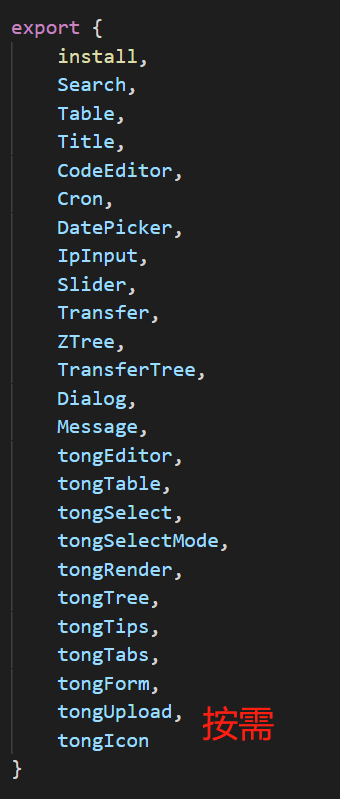 export {
    install,
    Search,
    Table,
    Title,
    CodeEditor,
    Cron,
    DatePicker,
    IpInput,
    Slider,
    Transfer,
    ZTree,
    TransferTree,
    Dialog,
    Message,
    tongEditor,
    tongTable,
    tongSelect,
    tongSelectMode,
    tongRender,
    tongTree,
    tongTips,
    tongTabs,
    tongForm,
    tongUpload,
按需
    tongIcon
}